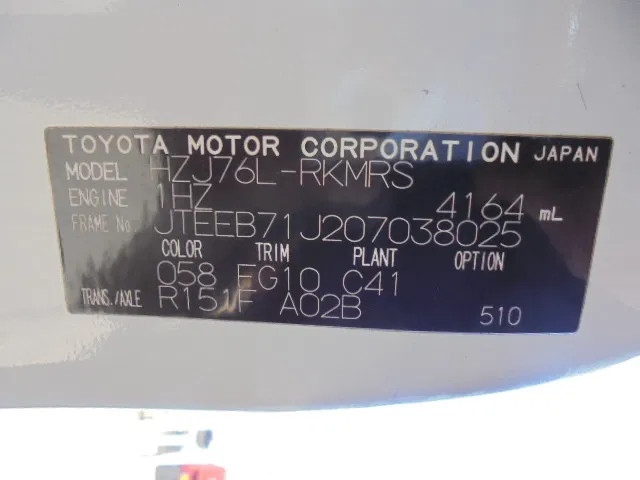 TOYOTA MOTOR CORPORATION JAPAN
MODEL HZJ76L-RKMRS
ENGINE 1HZ 4164 mL
FRAME No. JTEEB71J207038025
COLOR TRIM PLANT OPTION
058 FG10 C41
TRANS./AXLE R151F A02B 510